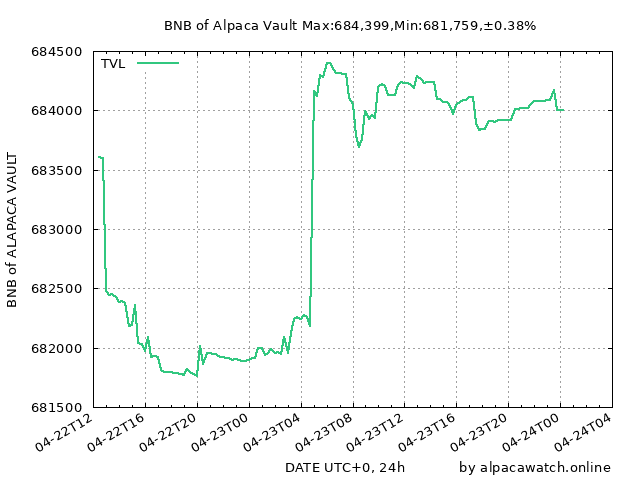 BNB of Alpaca Vault Max:684,399,Min:681,759,±0.38%
TVL
BNB of ALAPACA VAULT
684500
684000
683500
683000
682500
682000
681500
04-22T12
04-22T16
04-22T20
04-23T00
04-23T04
04-23T08
04-23T12
04-23T16
04-23T20
04-24T00
04-24T04
DATE UTC+0, 24h
by alpacawatch.online